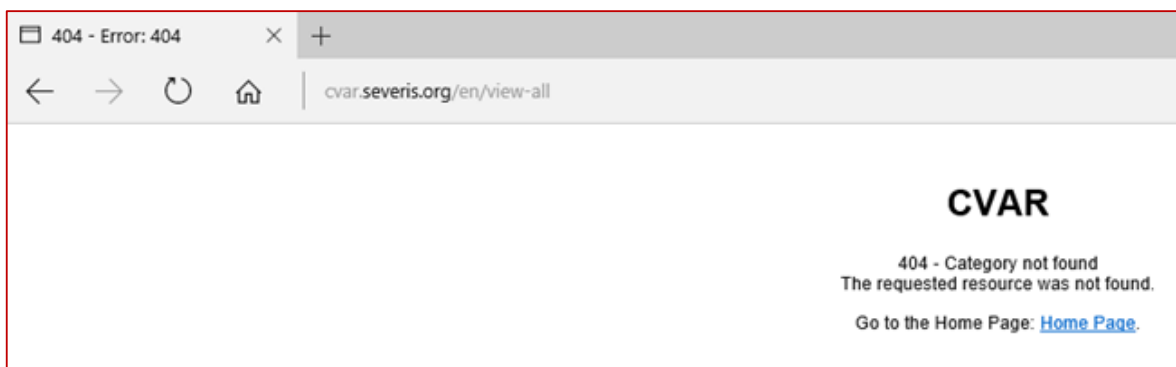 404 - Error: 404
cvar.severis.org/en/view-all
CVAR
404 - Category not found
The requested resource was not found.
Go to the Home Page: Home Page.